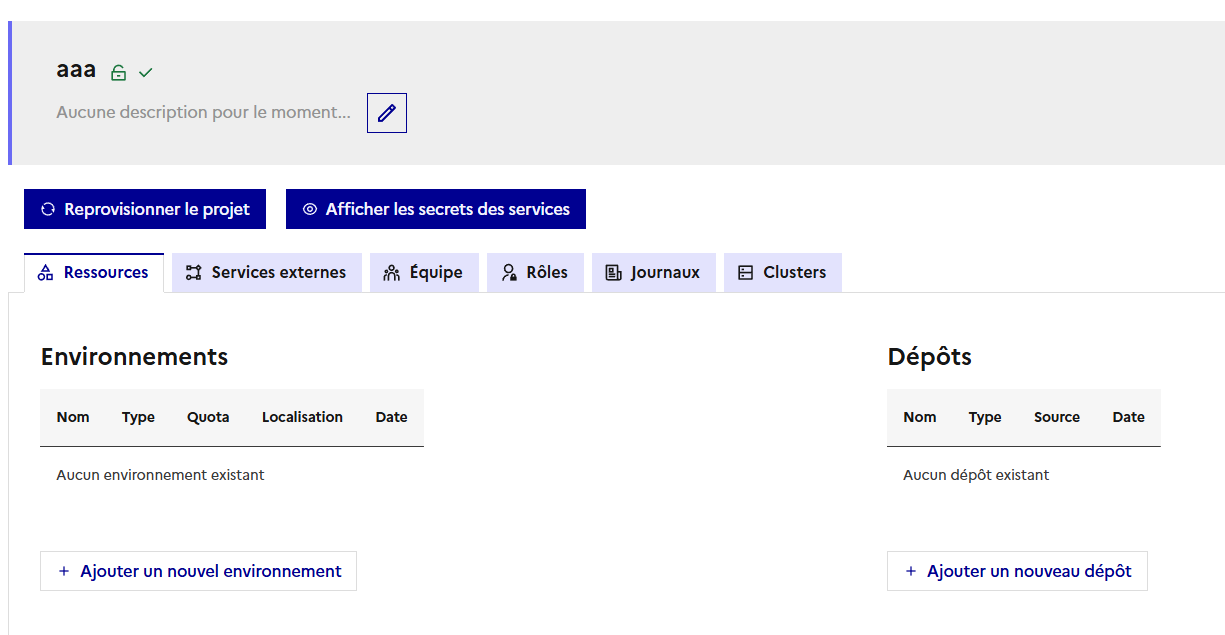 aaa
Aucune description pour le moment...
Reprovisionner le projet Afficher les secrets des services
Ressources Services externes Équipe Rôles Journaux Clusters
Environnements
Nom Type Quota Localisation Date
Aucun environnement existant
+ Ajouter un nouvel environnement
Dépôts
Nom Type Source Date
Aucun dépôt existant
+ Ajouter un nouveau dépôt